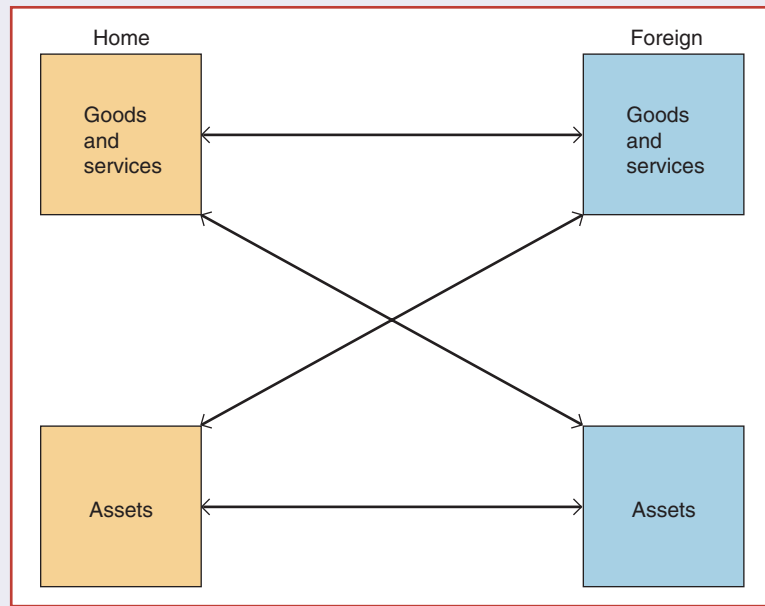 Home
Foreign
Goods
and
services
Goods
and
services
Assets
Assets